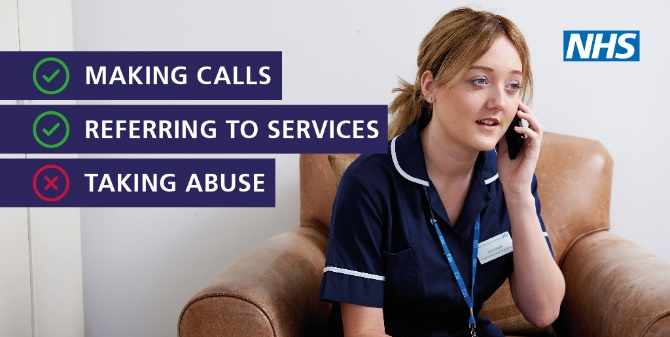 NHS
MAKING CALLS
REFERRING TO SERVICES
TAKING ABUSE